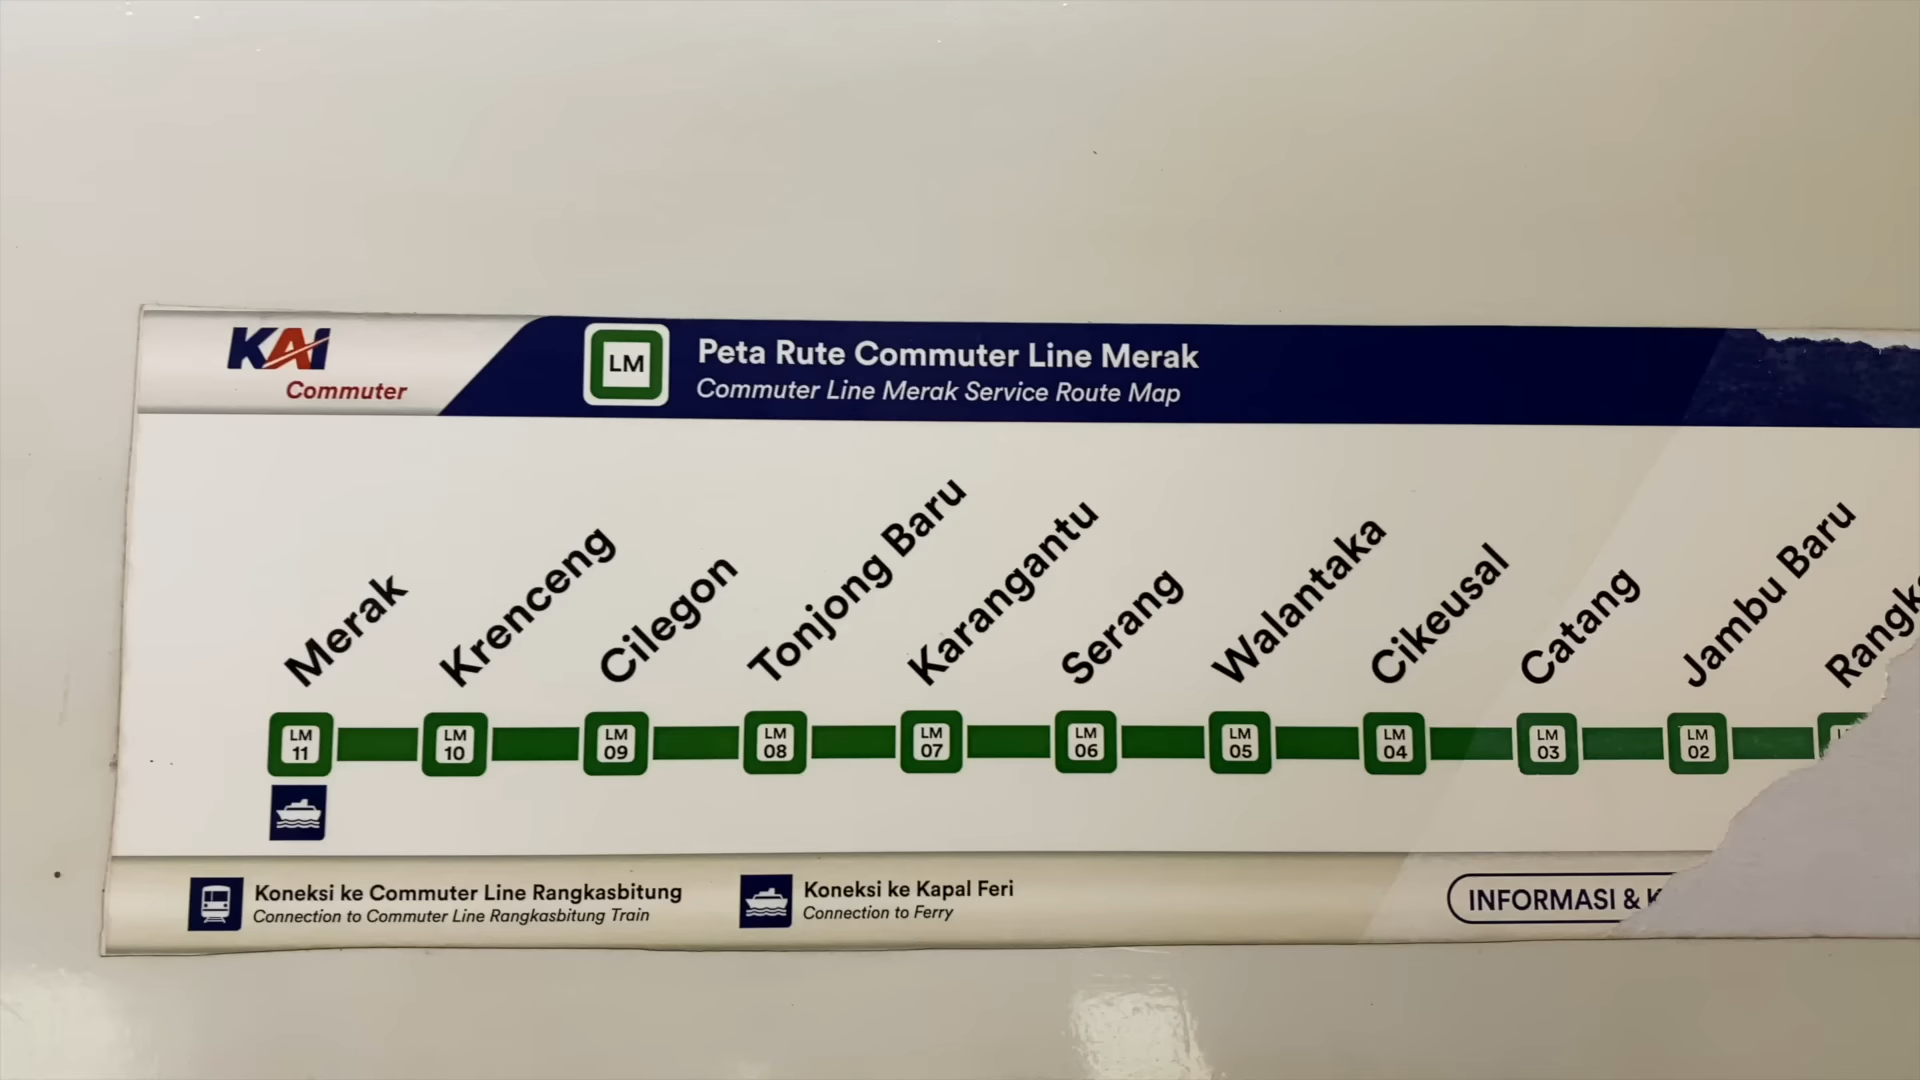 KAI
Commuter
LM
Peta Rute Commuter Line Merak
Commuter Line Merak Service Route Map
Merak
Krenceng
Cilegon
Tonjong Baru
Karangantu
Serang
Walantaka
Cikeusal
Catang
Jambu Baru
LM 11
LM 10
LM 09
LM 08
LM 07
LM 06
LM 05
LM 04
LM 03
LM 02
Koneksi ke Commuter Line Rangkasbitung
Connection to Commuter Line Rangkasbitung Train
Koneksi ke Kapal Feri
Connection to Ferry
INFORMASI &